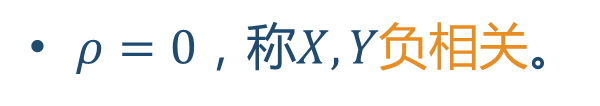 • ρ = 0，称X,Y负相关。